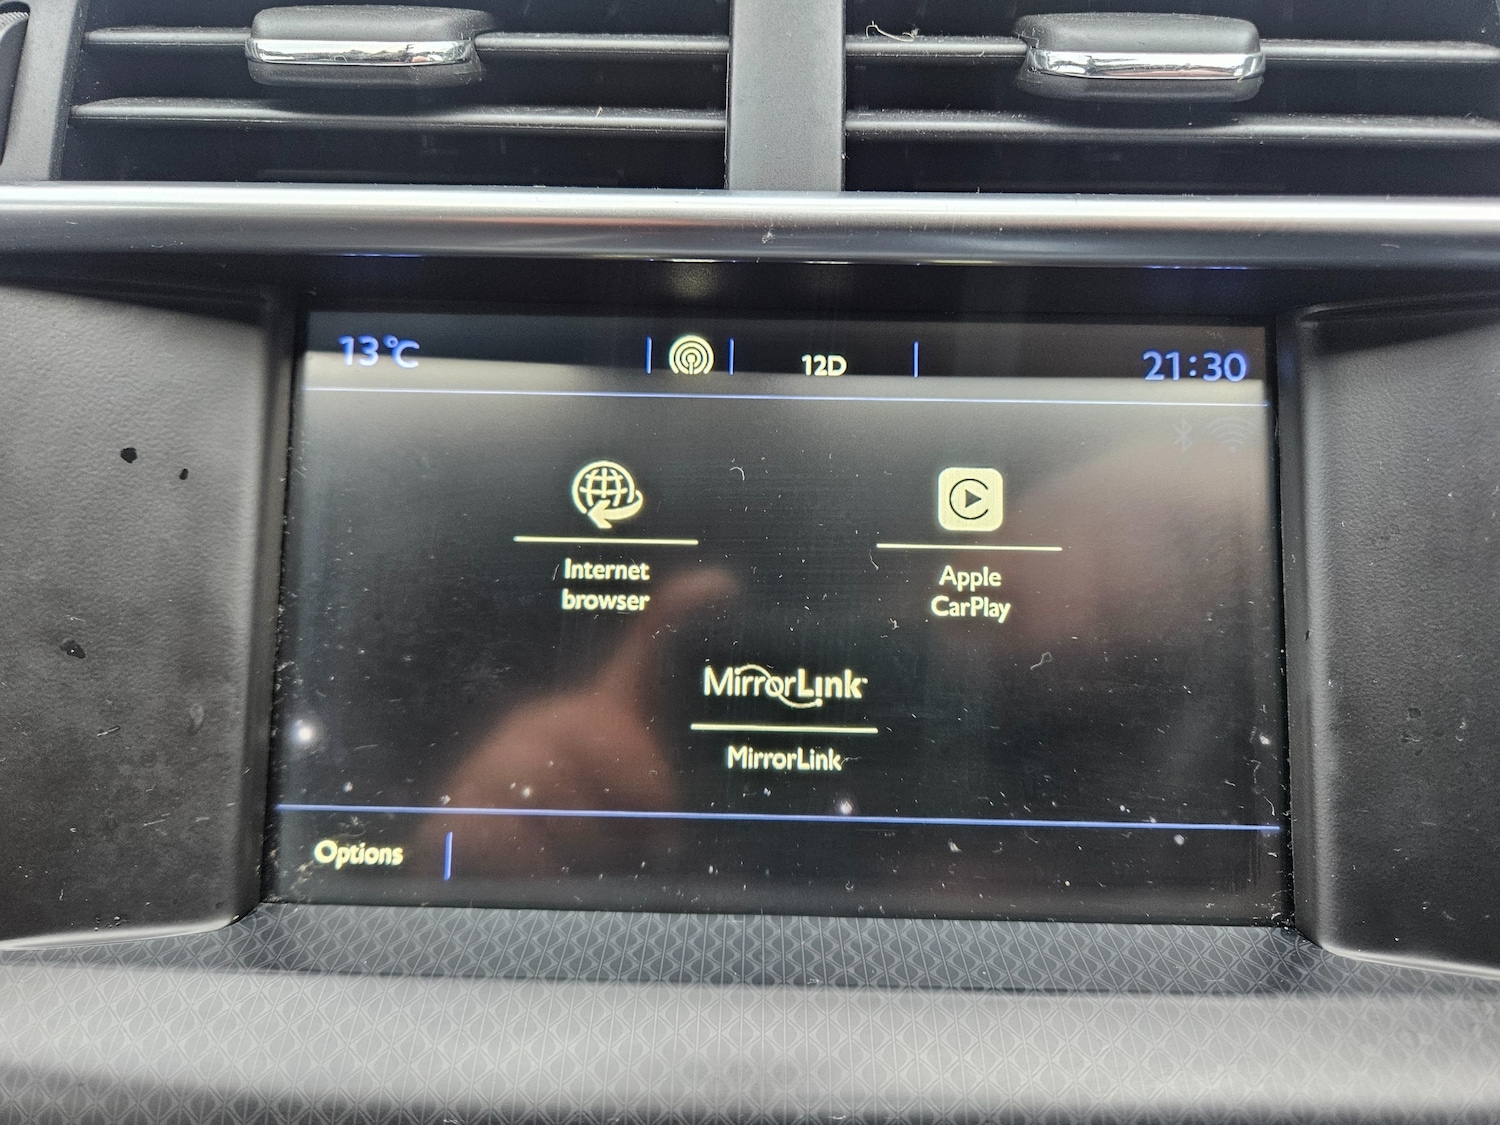 13°C
12D
21:30
Internet
browser
Apple
CarPlay
MirrorLink
MirrorLink
Options